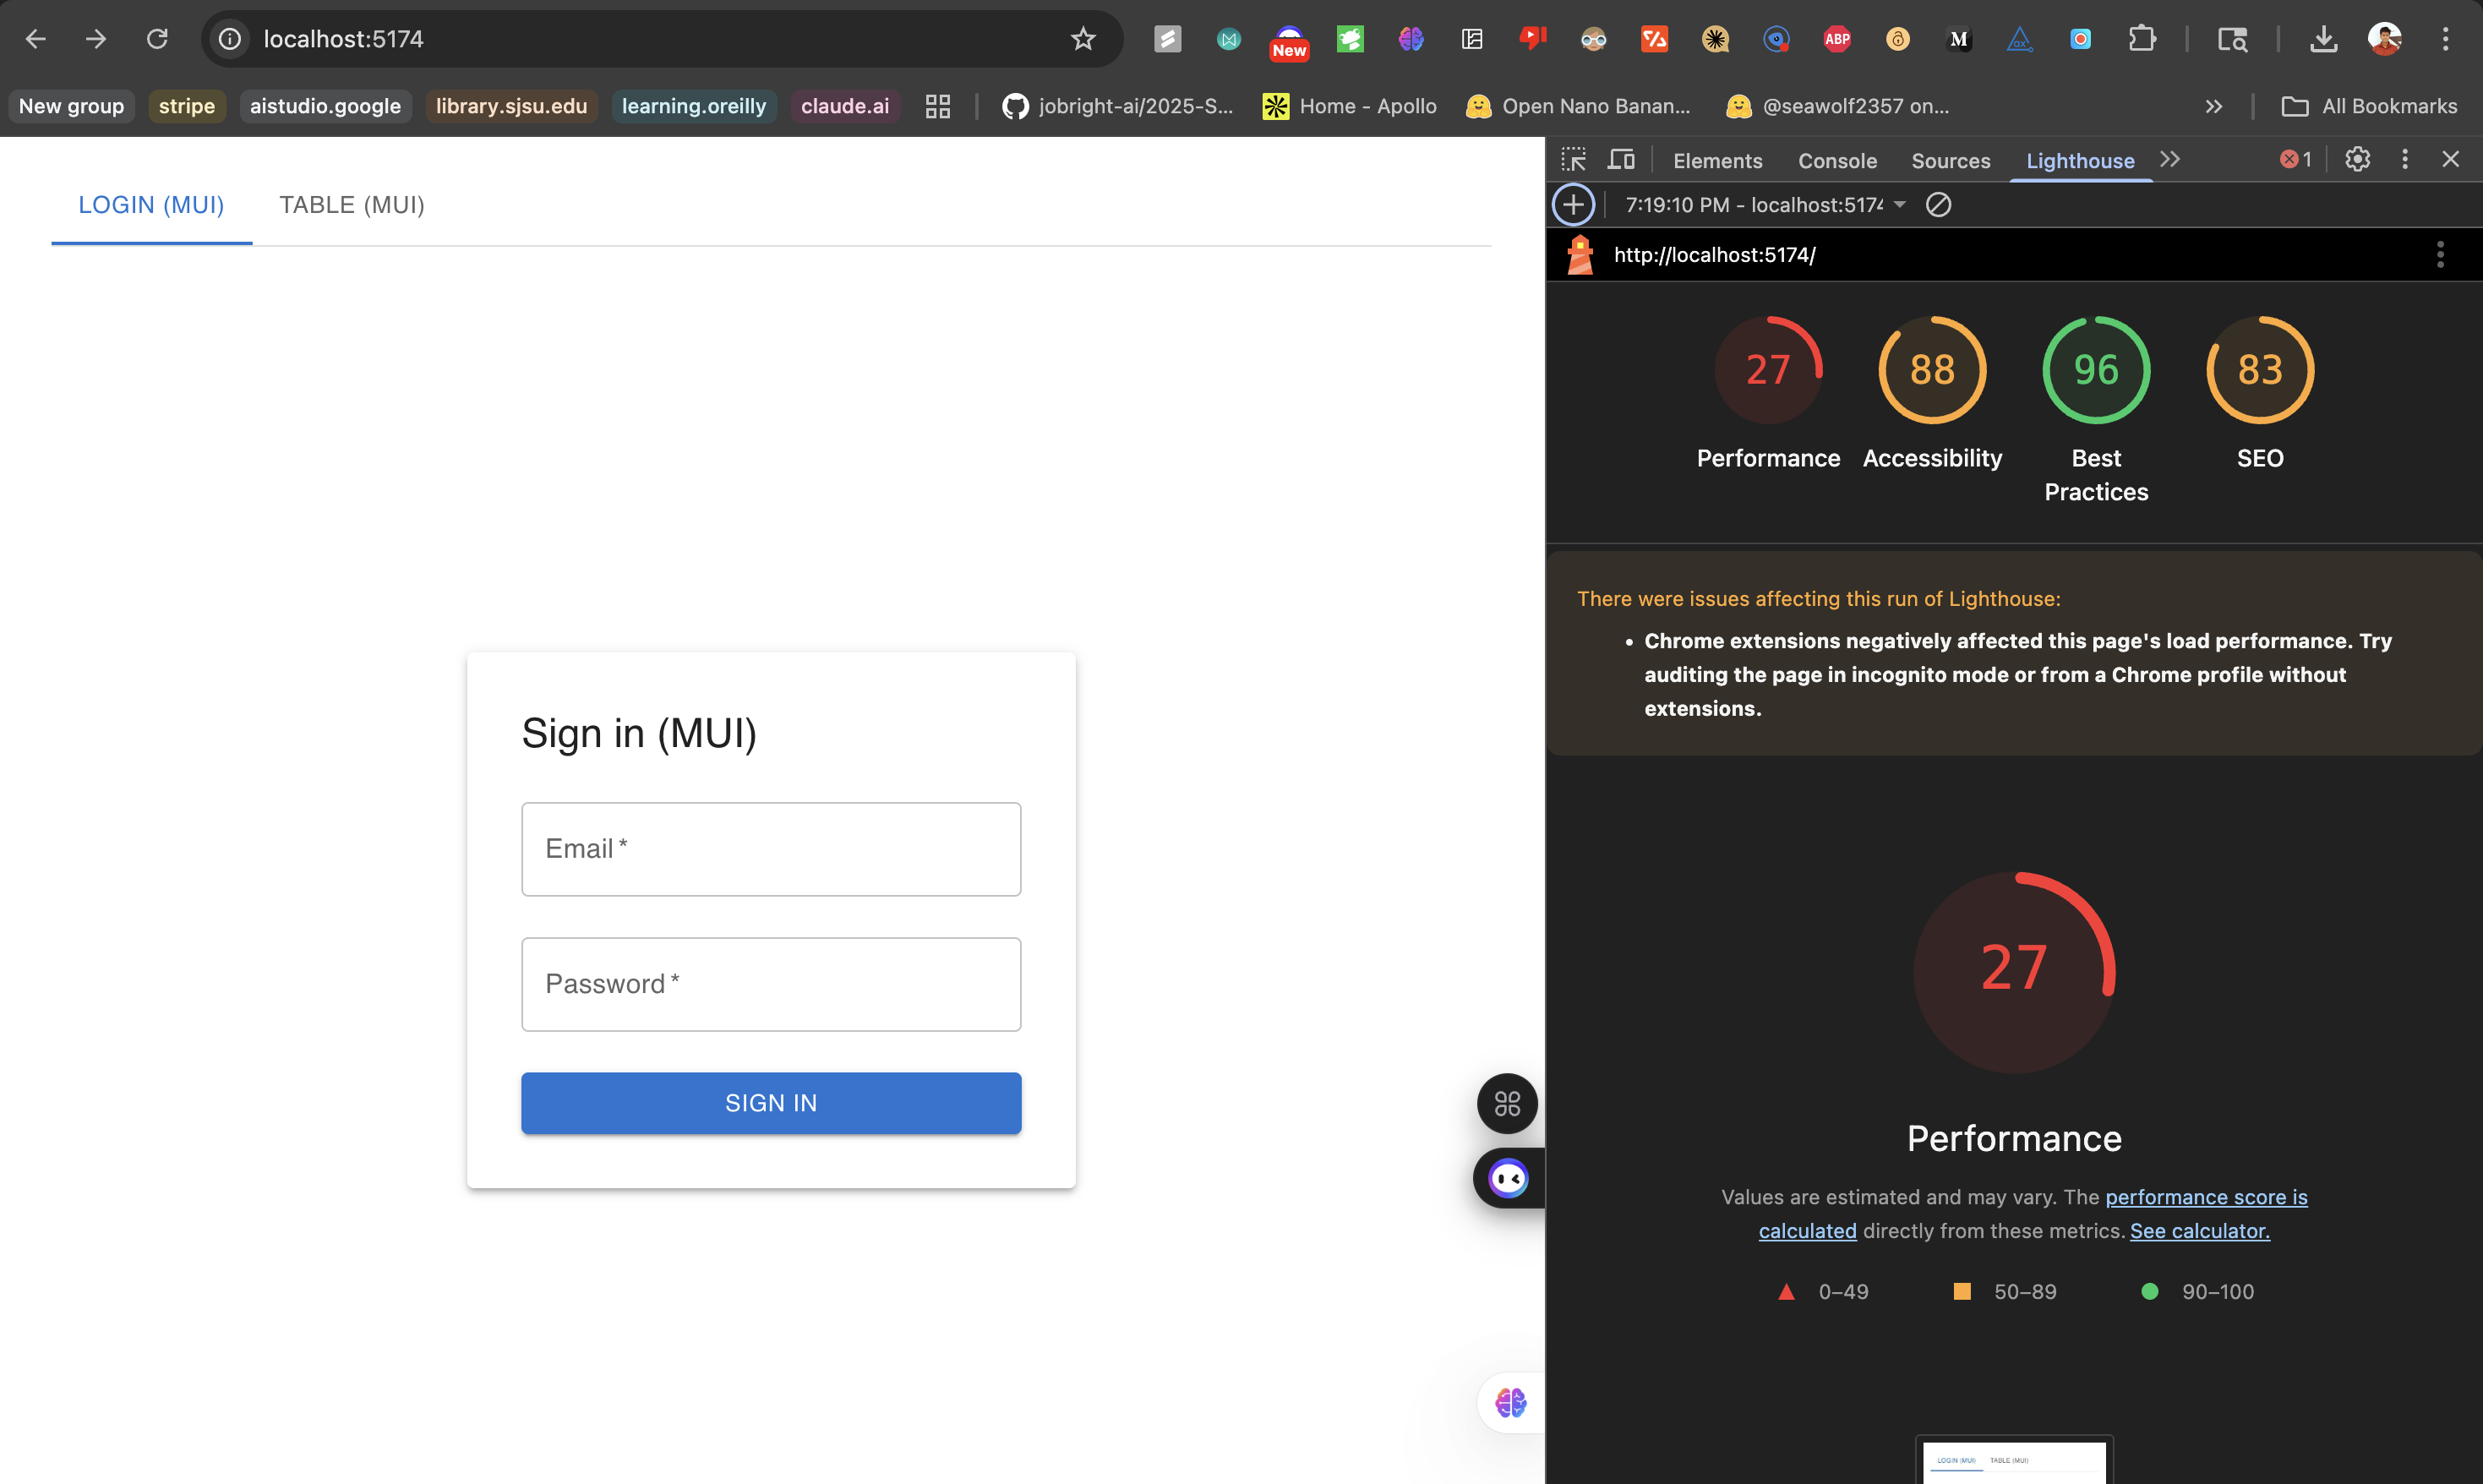 localhost:5174
New
ABP
M
New group
stripe
aistudio.google
library.sjsu.edu
learning.oreilly
claude.ai
jobright-ai/2025-S...
Home - Apollo
Open Nano Banan...
@seawolf2357 on...
All Bookmarks
LOGIN (MUI)
TABLE (MUI)
Sign in (MUI)
Email *
Password *
SIGN IN
Elements
Console
Sources
Lighthouse
1
7:19:10 PM - localhost:5174
http://localhost:5174/
27
88
96
83
Performance
Accessibility
Best
Practices
SEO
There were issues affecting this run of Lighthouse:
• Chrome extensions negatively affected this page's load performance. Try
auditing the page in incognito mode or from a Chrome profile without
extensions.
27
Performance
Values are estimated and may vary. The performance score is
calculated directly from these metrics. See calculator.
0–49
50–89
90–100
LOGIN (MUI)
TABLE (MUI)